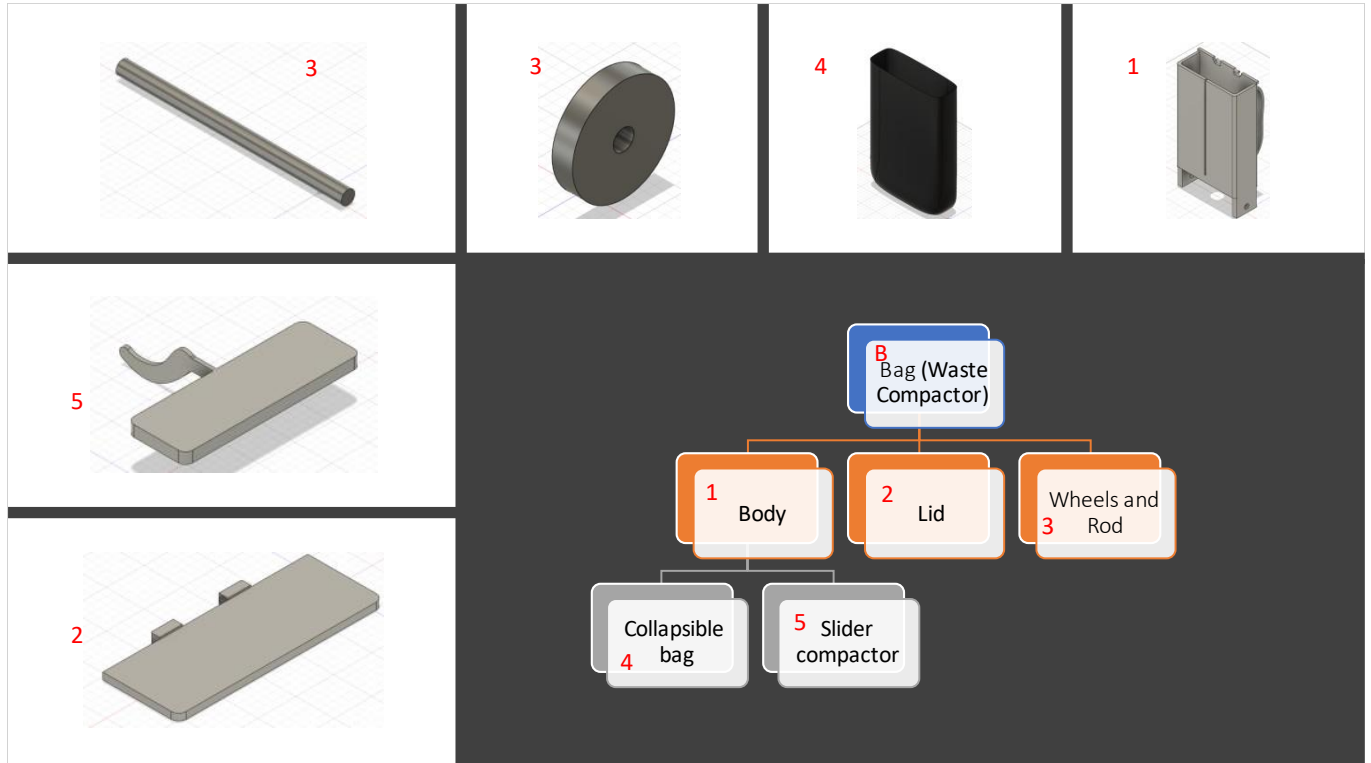 3
3
4
1
5
2
B
Bag (Waste
Compactor)
1
Body
2
Lid
Wheels and
Rod
3
Collapsible
bag
4
5 Slider
compactor